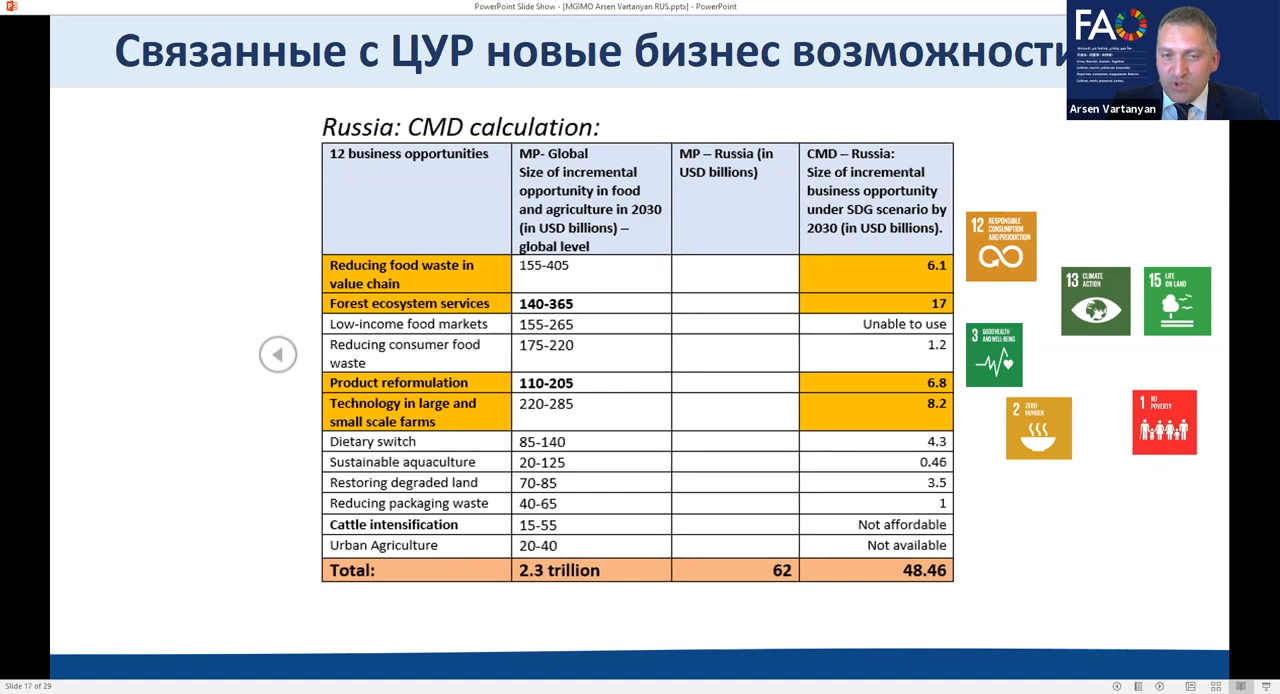 PowerPoint Slide Show - [MGIMO Arsen Vartanyan RUS.pptx] - PowerPoint
Связанные с ЦУР новые бизнес возможности
FAO
Arsen Vartanyan
Russia: CMD calculation:
12 business opportunities
MP- Global
Size of incremental
opportunity in food
and agriculture in 2030
(in USD billions) –
global level
MP – Russia (in
USD billions)
CMD – Russia:
Size of incremental
business opportunity
under SDG scenario by
2030 (in USD billions).
Reducing food waste in
value chain
155-405
6.1
Forest ecosystem services
140-365
17
Low-income food markets
155-265
Unable to use
Reducing consumer food
waste
175-220
1.2
Product reformulation
110-205
6.8
Technology in large and
small scale farms
220-285
8.2
Dietary switch
85-140
4.3
Sustainable aquaculture
20-125
0.46
Restoring degraded land
70-85
3.5
Reducing packaging waste
40-65
1
Cattle intensification
15-55
Not affordable
Urban Agriculture
20-40
Not available
Total:
2.3 trillion
62
48.46
12 RESPONSIBLE
CONSUMPTION
AND PRODUCTION
13 CLIMATE
ACTION
15 LIFE
ON LAND
3 GOOD HEALTH
AND WELL-BEING
2 ZERO
HUNGER
1 NO
POVERTY
Slide 17 of 29